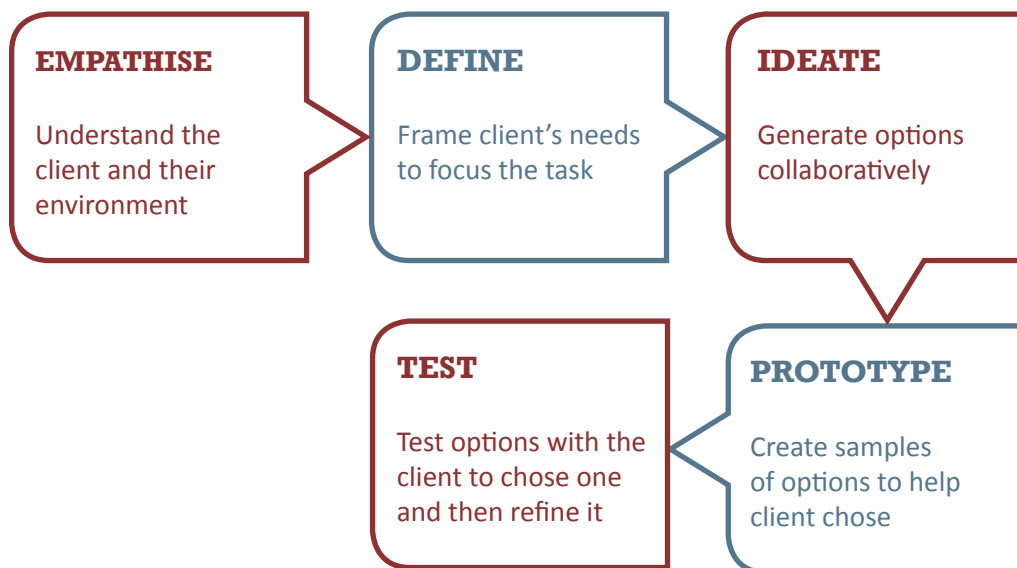 EMPATHISE
Understand the
client and their
environment
DEFINE
Frame client’s needs
to focus the task
IDEATE
Generate options
collaboratively
PROTOTYPE
Create samples
of options to help
client chose
TEST
Test options with the
client to chose one
and then refine it